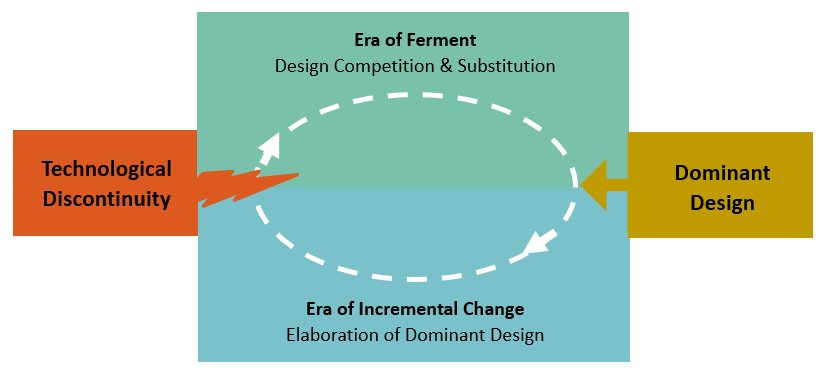 Era of Ferment
Design Competition & Substitution
Technological
Discontinuity
Dominant
Design
Era of Incremental Change
Elaboration of Dominant Design